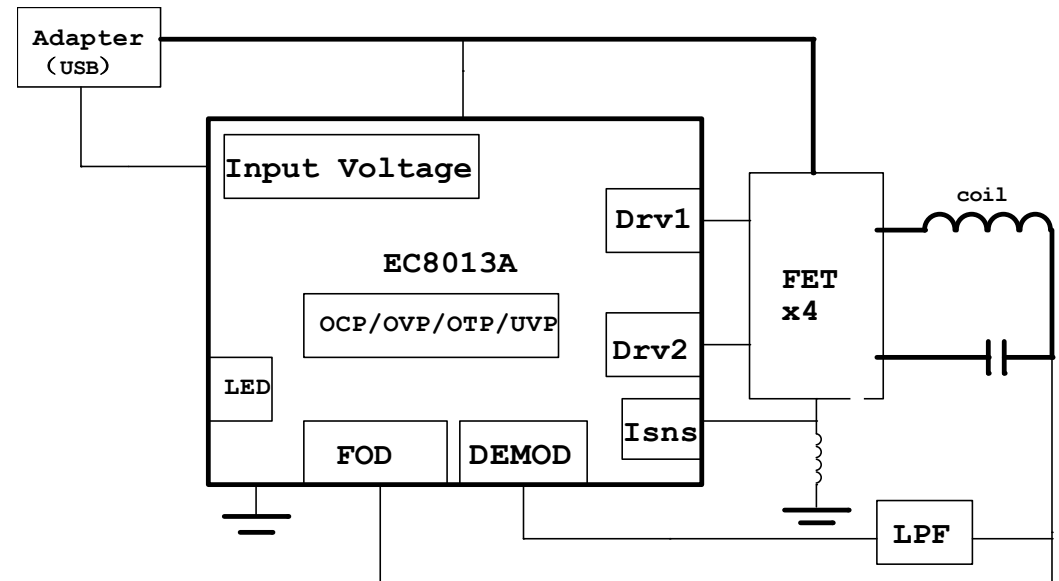 Adapter
（USB）
Input Voltage
Drv1
coil
EC8013A
FET
x4
OCP/OVP/OTP/UVP
Drv2
LED
Isns
FOD
DEMOD
LPF